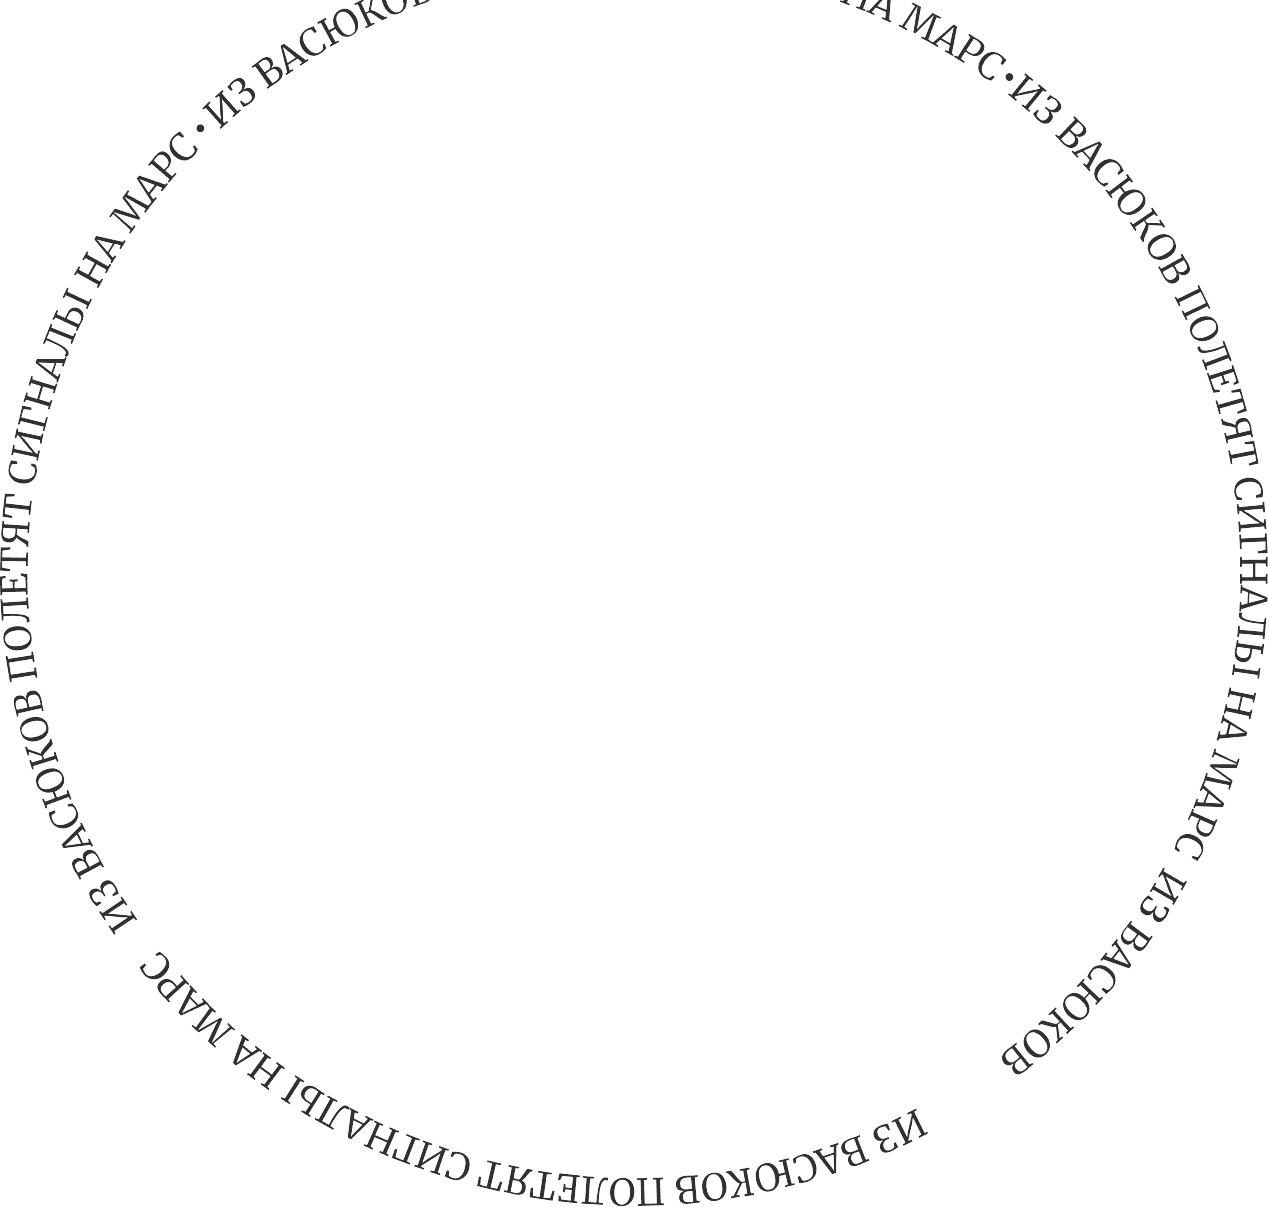 ИЗ ВАСЮКОВ ПОЛЕТЯТ СИГНАЛЫ НА МАРС
ИЗ ВАСЮКОВ ПОЛЕТЯТ СИГНАЛЫ НА МАРС • ИЗ ВАСЮКОВ
НА МАРС • ИЗ ВАСЮКОВ ПОЛЕТЯТ СИГНАЛЫ НА МАРС ИЗ ВАСЮКОВ